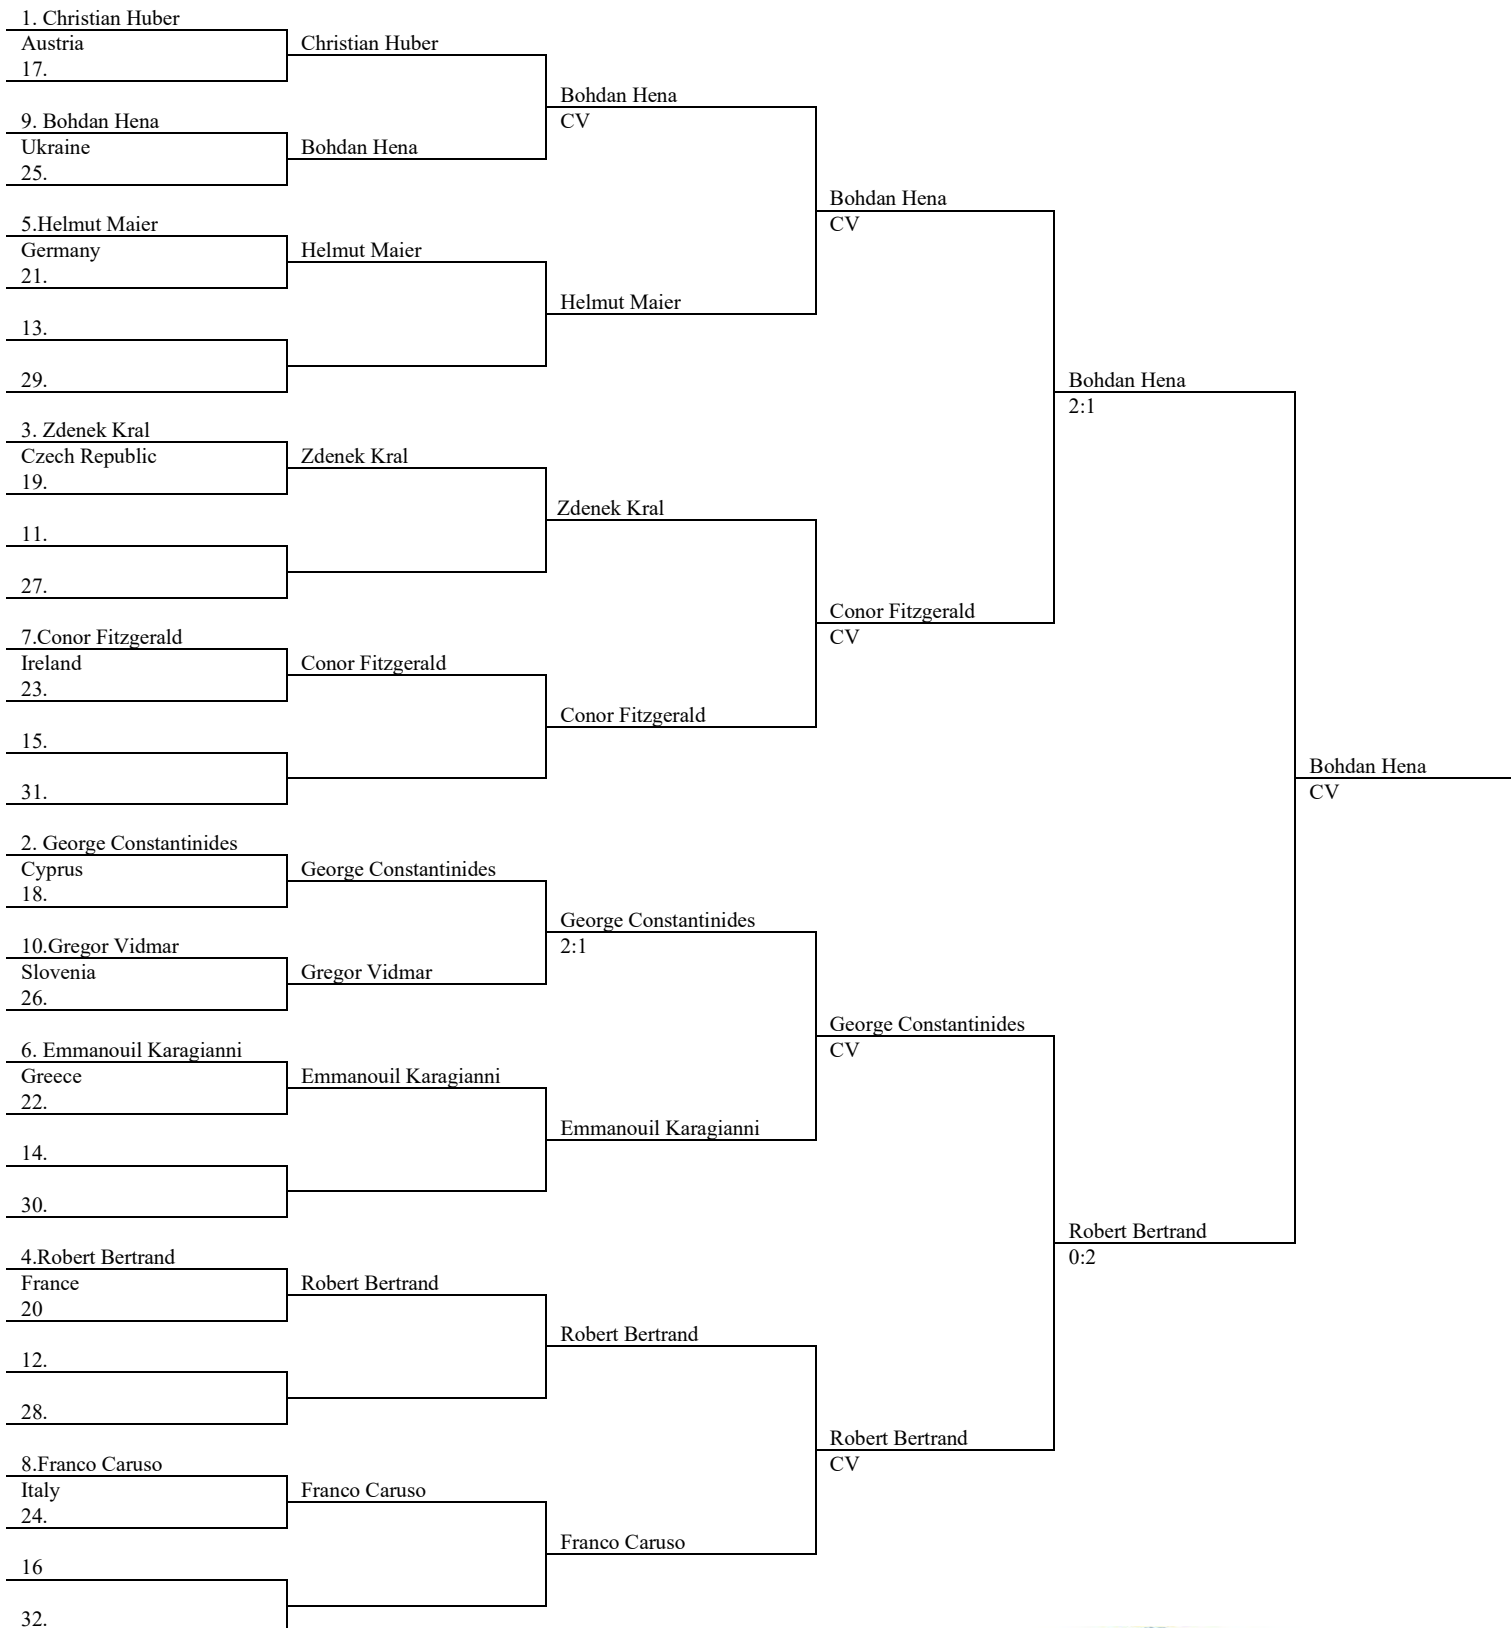 1. Christian Huber
Austria
17.
9. Bohdan Hena
Ukraine
25.
5.Helmut Maier
Germany
21.
13.
29.
3. Zdenek Kral
Czech Republic
19.
11.
27.
7.Conor Fitzgerald
Ireland
23.
15.
31.
2. George Constantinides
Cyprus
18.
10.Gregor Vidmar
Slovenia
26.
6. Emmanouil Karagianni
Greece
22.
14.
30.
4.Robert Bertrand
France
20
12.
28.
8.Franco Caruso
Italy
24.
16
32.
Christian Huber
Bohdan Hena
Helmut Maier
Zdenek Kral
Conor Fitzgerald
George Constantinides
Gregor Vidmar
Emmanouil Karagianni
Robert Bertrand
Franco Caruso
Bohdan Hena
CV
Helmut Maier
Zdenek Kral
Conor Fitzgerald
George Constantinides
2:1
Emmanouil Karagianni
Robert Bertrand
Franco Caruso
Bohdan Hena
CV
Conor Fitzgerald
CV
George Constantinides
CV
Robert Bertrand
CV
Bohdan Hena
2:1
Robert Bertrand
0:2
Bohdan Hena
CV